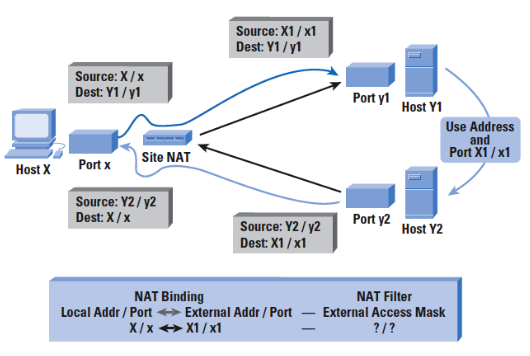 Source: X1 / x1
Dest: Y1 / y1
Source: X / x
Dest: Y1 / y1
Port y1
Host Y1
Use Address
and
Port X1 / x1
Host X
Port x
Site NAT
Source: Y2 / y2
Dest: X / x
Source: Y2 / y2
Dest: X1 / x1
Port y2
Host Y2
NAT Binding NAT Filter
Local Addr / Port External Addr / Port — External Access Mask
X / x X1 / x1 — ? / ?